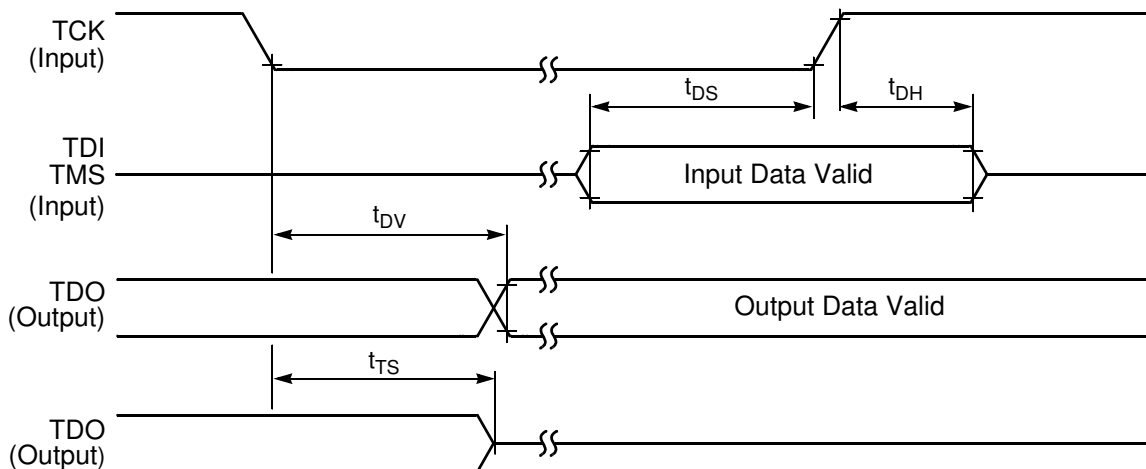 TCK
(Input)
tDS
tDH
TDI
TMS
(Input)
Input Data Valid
tDV
TDO
(Output)
Output Data Valid
tTS
TDO
(Output)